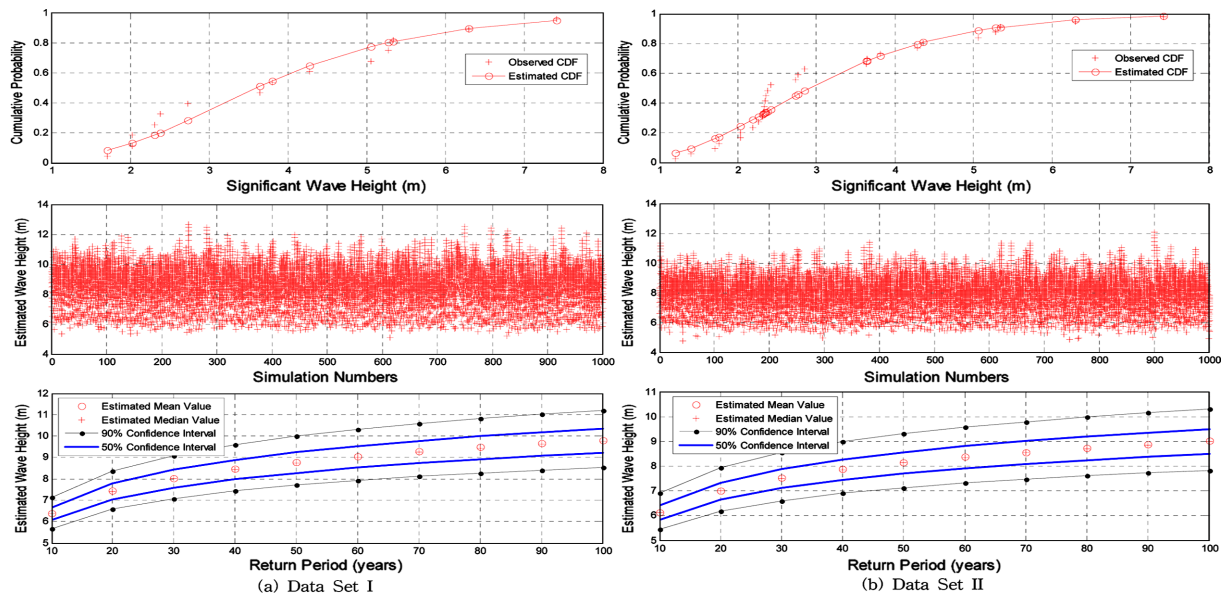 Cumulative Probability
1
0.8
0.6
0.4
0.2
0
Observed CDF
Estimated CDF
1 2 3 4 5 6 7 8
Significant Wave Height (m)
Estimated Wave Height (m)
14
12
10
8
6
4
0 100 200 300 400 500 600 700 800 900 1000
Simulation Numbers
Estimated Wave Height (m)
12
11
10
9
8
7
6
5
Estimated Mean Value
Estimated Median Value
90% Confidence Interval
50% Confidence Interval
10 20 30 40 50 60 70 80 90 100
Return Period (years)
(a) Data Set I
Cumulative Probability
1
0.8
0.6
0.4
0.2
0
Observed CDF
Estimated CDF
1 2 3 4 5 6 7 8
Significant Wave Height (m)
Estimated Wave Height (m)
14
12
10
8
6
4
0 100 200 300 400 500 600 700 800 900 1000
Simulation Numbers
Estimated Wave Height (m)
11
10
9
8
7
6
5
Estimated Mean Value
Estimated Median Value
90% Confidence Interval
50% Confidence Interval
10 20 30 40 50 60 70 80 90 100
Return Period (years)
(b) Data Set II